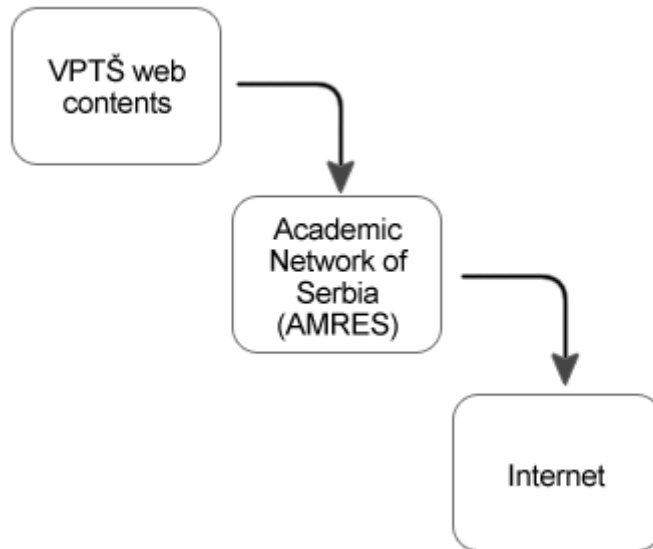 VPTŠ web
contents
Academic
Network of
Serbia
(AMRES)
Internet